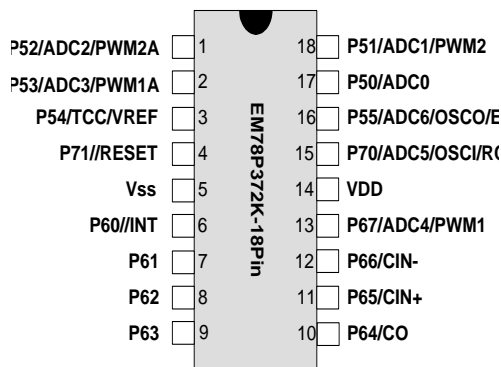 P52/ADC2/PWM2A 1 18 P51/ADC1/PWM2
P53/ADC3/PWM1A 2 17 P50/ADC0
P54/TCC/VREF 3 16 P55/ADC6/OSCO/E
P71//RESET 4 15 P70/ADC5/OSCI/RC
Vss 5 14 VDD
P60//INT 6 13 P67/ADC4/PWM1
P61 7 12 P66/CIN-
P62 8 11 P65/CIN+
P63 9 10 P64/CO
EM78P372K-18Pin